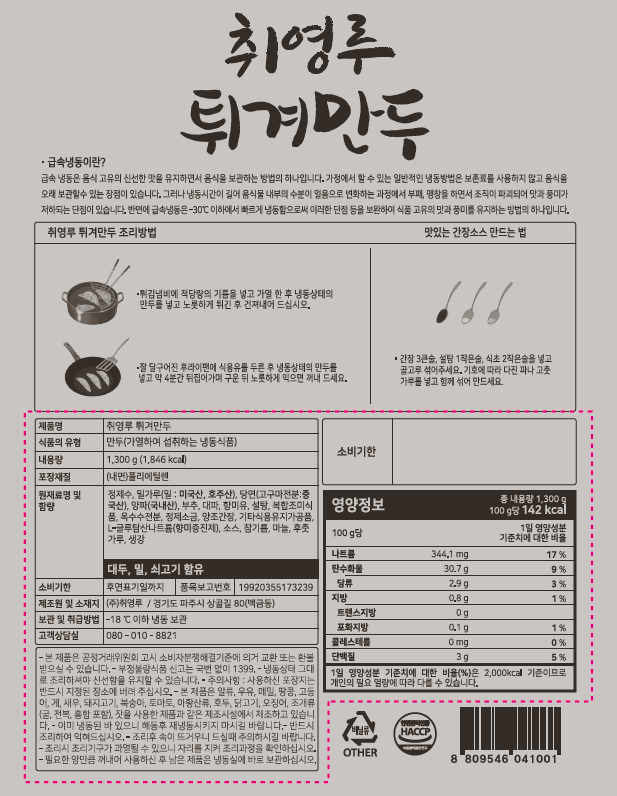 취영루
튀겨만두
· 급속냉동이란?
급속 냉동은 음식 고유의 신선한 맛을 유지하면서 음식을 보관하는 방법의 하나입니다. 가정에서 할 수 있는 일반적인 냉동방법은 보존료를 사용하지 않고 음식을
오래 보관할수 있는 장점이 있습니다. 그러나 냉동시간이 길어 음식물 내부의 수분이 얼음으로 변화하는 과정에서 부패, 팽창을 하면서 조직이 파괴되어 맛과 풍미가
저하되는 단점이 있습니다. 반면에 급속냉동은 -30℃ 이하에서 빠르게 냉동함으로써 이러한 단점 등을 보완하여 식품 고유의 맛과 풍미를 유지하는 방법의 하나입니다.
취영루 튀겨만두 조리방법
·튀김냄비에 적당량의 기름을 넣고 가열 한 후 냉동상태의
만두를 넣고 노릇하게 튀긴 후 건져내어 드십시오.
·잘 달구어진 후라이팬에 식용유를 두른 후 냉동상태의 만두를
넣고 약 4분간 뒤집어가며 구운 뒤 노릇하게 익으면 꺼내 드세요.
맛있는 간장소스 만드는 법
· 간장 3큰술, 설탕 1작은술, 식초 2작은술을 넣고
골고루 섞어주세요. 기호에 따라 다진 파나 고춧
가루를 넣고 함께 섞어 만드세요.
제품명 취영루 튀겨만두
식품의 유형 만두(가열하여 섭취하는 냉동식품)
내용량 1,300 g (1,846 kcal)
포장재질 (내면)폴리에틸렌
원재료명 및
함량
정제수, 밀가루(밀 : 미국산, 호주산), 당면(고구마전분:중
국산), 양파(국내산), 부추, 대파, 향미유, 설탕, 복합조미식
품, 옥수수전분, 정제소금, 양조간장, 기타식용유지가공품,
L-글루탐산나트륨(향미증진제), 소스, 참기름, 마늘, 후춧
가루, 생강
대두, 밀, 쇠고기 함유
소비기한 후면표기일까지 품목보고번호 19920355173239
제조원 및 소재지 (주)취영루 / 경기도 파주시 상골길 80(맥금동)
보관 및 취급방법 -18 ℃ 이하 냉동 보관
고객상담실 080 - 010 - 8821
- 본 제품은 공정거래위원회 고시 소비자분쟁해결기준에 의거 교환 또는 환불
받으실 수 있습니다. - 부정불량식품 신고는 국번 없이 1399. - 냉동상태 그대
로 조리하셔야 신선함을 유지할 수 있습니다. - 주의사항 : 사용하신 포장지는
반드시 지정된 장소에 버려 주십시오. - 본 제품은 알류, 우유, 메밀, 땅콩, 고등
어, 게, 새우, 돼지고기, 복숭아, 토마토, 아황산류, 호두, 닭고기, 오징어, 조개류
(굴, 전복, 홍합 포함), 잣을 사용한 제품과 같은 제조시설에서 제조하고 있습니
다. - 이미 냉동된 바 있으니 해동후 재냉동시키지 마시길 바랍니다.- 반드시
조리하여 익혀드십시오. - 조리후 속이 뜨거우니 드실때 주의하시길 바랍니다.
- 조리시 조리기구가 과열될 수 있으니 자리를 지켜 조리과정을 확인하십시오.
- 필요한 양만큼 꺼내어 사용하신 후 남은 제품은 냉동실에 바로 보관하십시오.
소비기한
영양정보
총 내용량 1,300 g
100 g당 142 kcal
100 g당
1일 영양성분
기준치에 대한 비율
나트륨 344.1 mg 17 %
탄수화물 30.7 g 9 %
당류 2.9 g 3 %
지방 0.8 g 1 %
트랜스지방 0 g
포화지방 0.1 g 1 %
콜레스테롤 0 mg 0 %
단백질 3 g 5 %
1일 영양성분 기준치에 대한 비율(%)은 2,000kcal 기준이므로
개인의 필요 열량에 따라 다를 수 있습니다.
비닐류
OTHER
HACCP
8 809546 041001